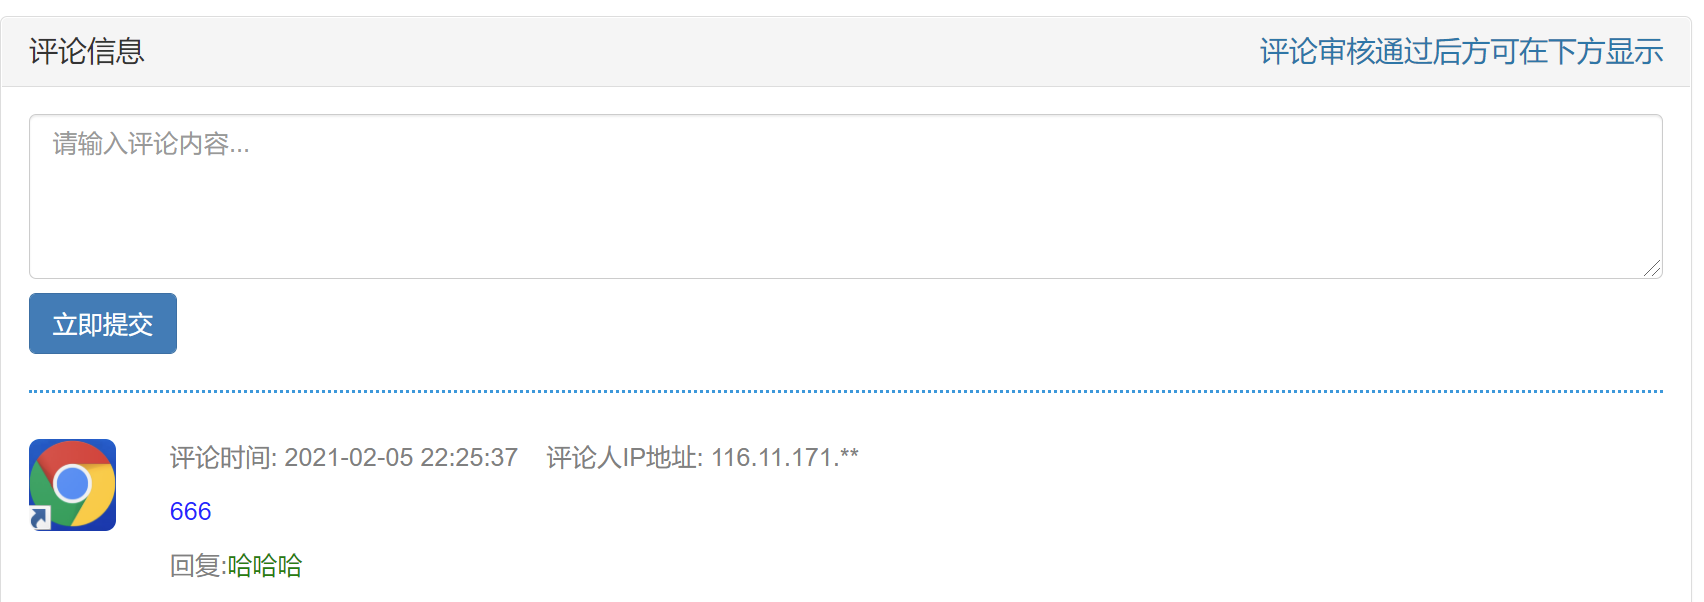 评论信息 评论审核通过后方可在下方显示
请输入评论内容...
立即提交
评论时间: 2021-02-05 22:25:37 评论人IP地址: 116.11.171.**
666
回复:哈哈哈